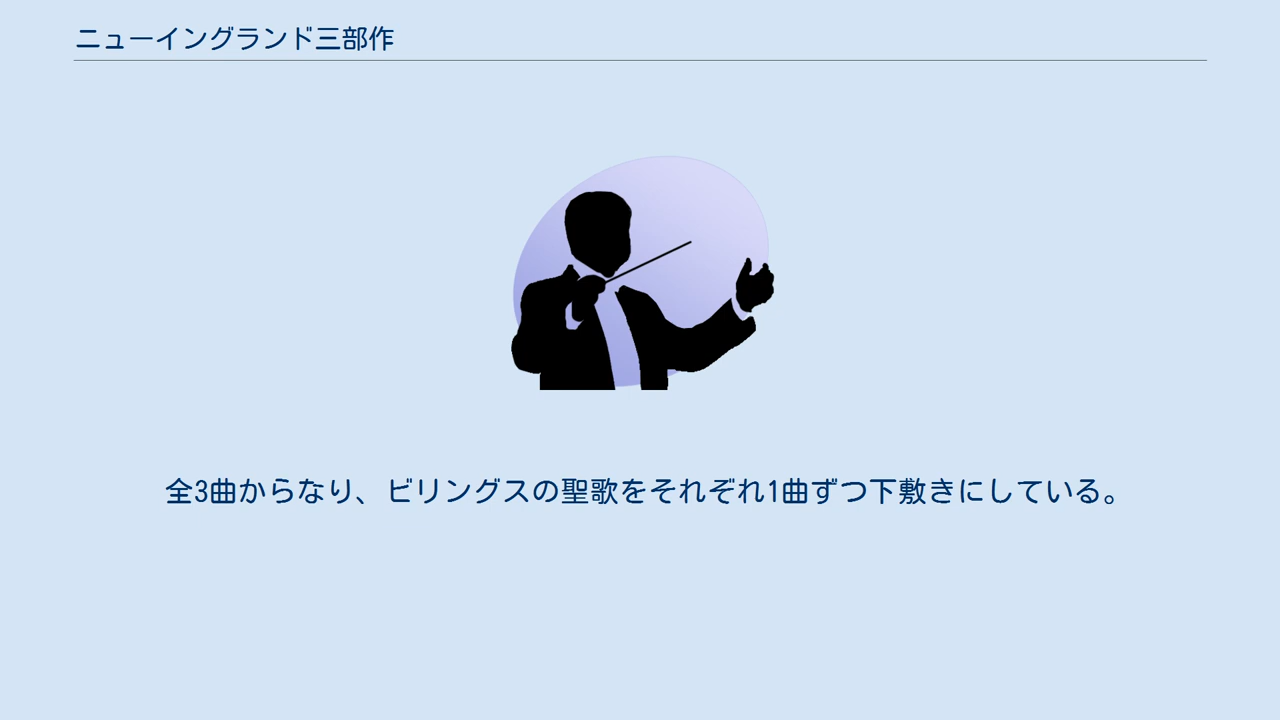 ニューイングランド三部作
全3曲からなり、ビリングスの聖歌をそれぞれ1曲ずつ下敷きにしている。